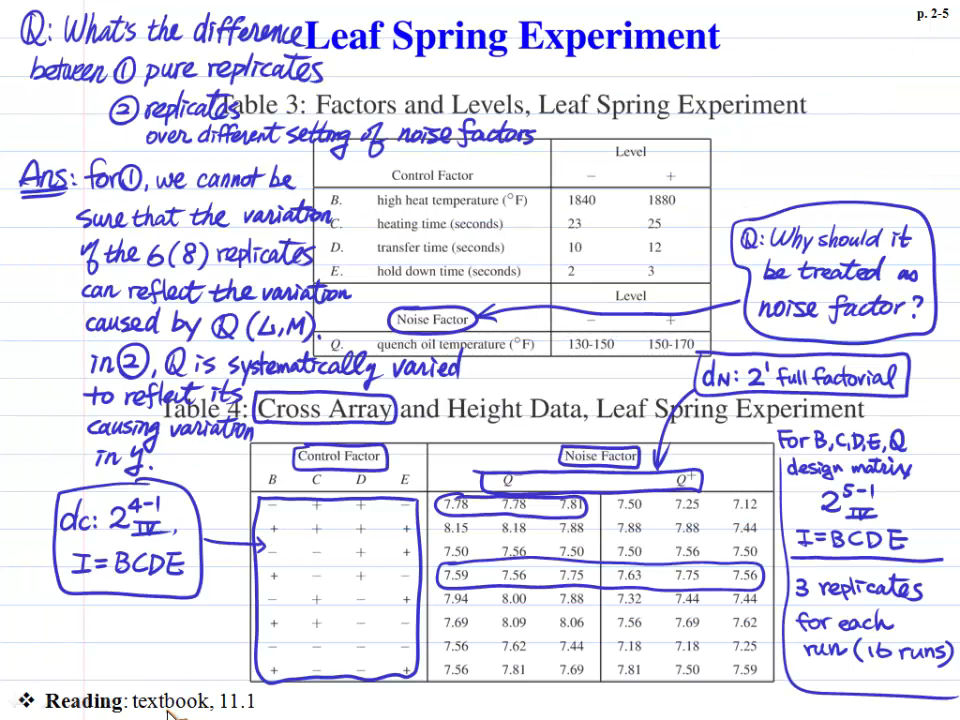 p. 2-5
Leaf Spring Experiment
Q: What's the difference
between ① pure replicates
② replicates
over different setting of noise factors
Ans: for ①, we cannot be
sure that the variation
of the 6(8) replicates
can reflect the variation
caused by Q (L,M).
in ②, Q is systematically varied
to reflect its
causing variation
in y.
Table 3: Factors and Levels, Leaf Spring Experiment
Level
Control Factor − +
B. high heat temperature (°F) 1840 1880
C. heating time (seconds) 23 25
D. transfer time (seconds) 10 12
E. hold down time (seconds) 2 3
Level
Noise Factor − +
Q. quench oil temperature (°F) 130-150 150-170
Q: Why should it
be treated as
noise factor?
dN: 2¹ full factorial
Table 4: Cross Array and Height Data, Leaf Spring Experiment
Control Factor Noise Factor
B C D E Q⁻ Q⁺
− + + − 7.78 7.78 7.81 7.50 7.25 7.12
+ + + + 8.15 8.18 7.88 7.88 7.88 7.44
− − + + 7.50 7.56 7.50 7.50 7.56 7.50
+ − + − 7.59 7.56 7.75 7.63 7.75 7.56
− + − + 7.94 8.00 7.88 7.32 7.44 7.44
+ + − − 7.69 8.09 8.06 7.56 7.69 7.62
− − − − 7.56 7.62 7.44 7.18 7.18 7.25
+ − − + 7.56 7.81 7.69 7.81 7.50 7.59
dc: 2^{4-1}_{IV},
I=BCDE
For B,C,D,E,Q
design matrix
2^{5-1}_{IV}
I=BCDE
3 replicates
for each
run (16 runs)
❖ Reading: textbook, 11.1